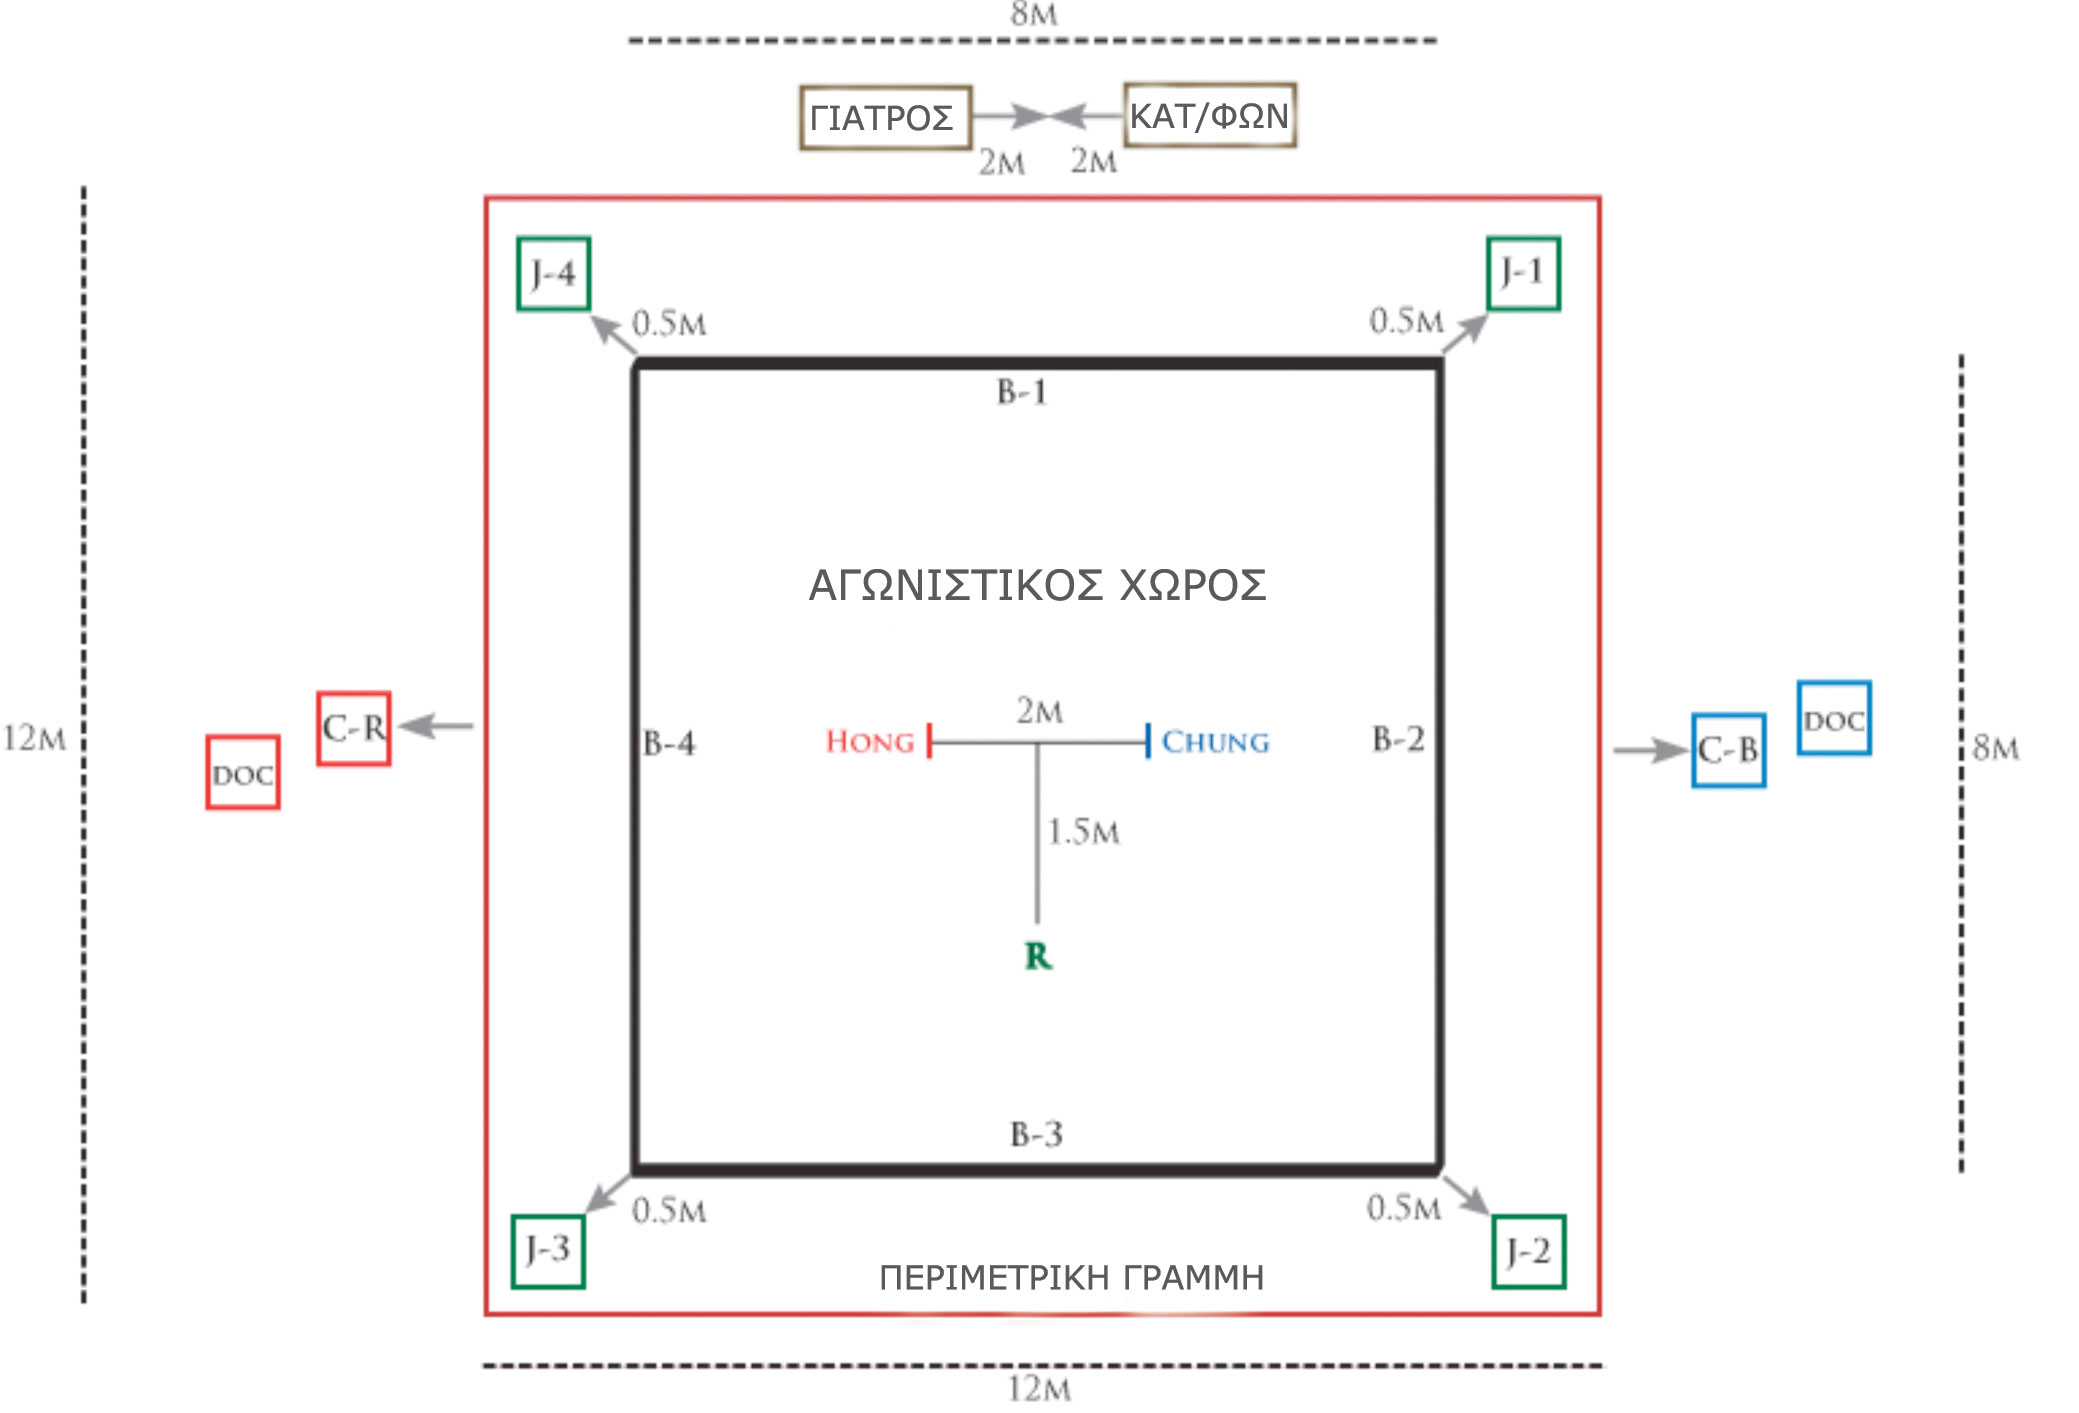 8M
ΓΙΑΤΡΟΣ
ΚΑΤ/ΦΩΝ
2M
2M
J-4
J-1
0.5M
0.5M
B-1
ΑΓΩΝΙΣΤΙΚΟΣ ΧΩΡΟΣ
12M
DOC
C-R
B-4
HONG
2M
CHUNG
B-2
C-B
DOC
8M
1.5M
R
B-3
0.5M
0.5M
J-3
J-2
ΠΕΡΙΜΕΤΡΙΚΗ ΓΡΑΜΜΗ
12M